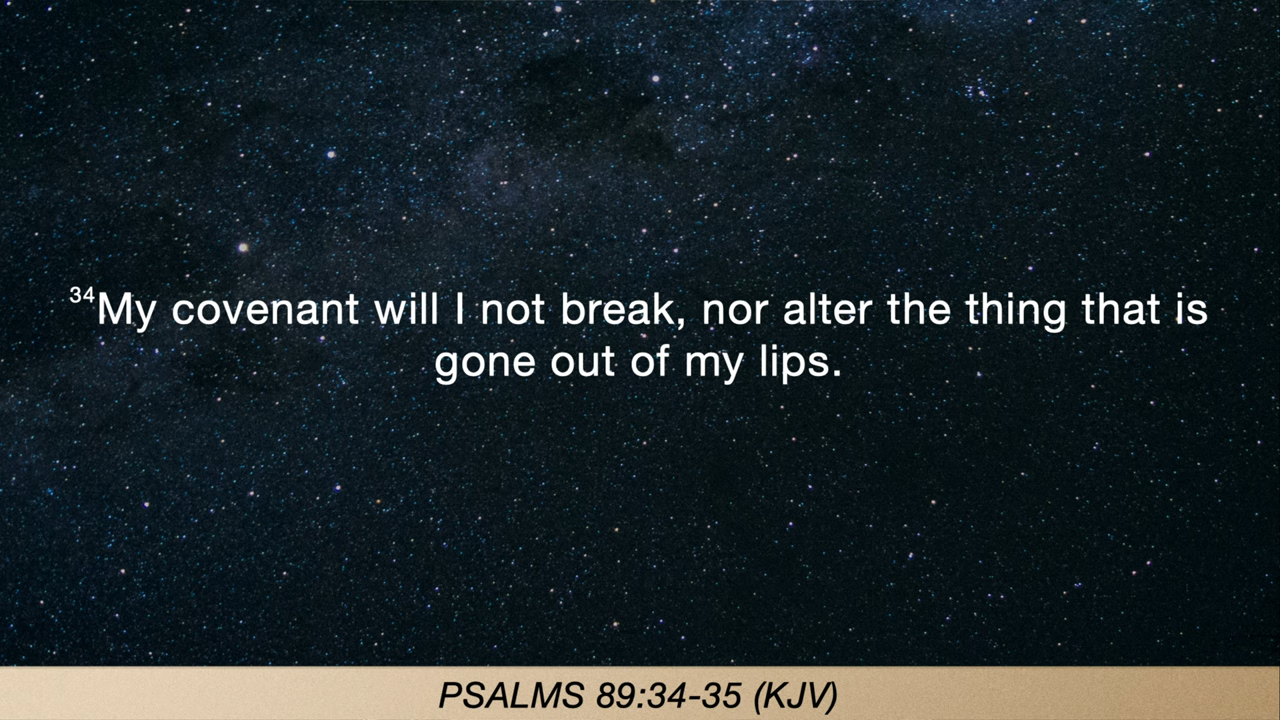 34My covenant will I not break, nor alter the thing that is
gone out of my lips.
PSALMS 89:34-35 (KJV)